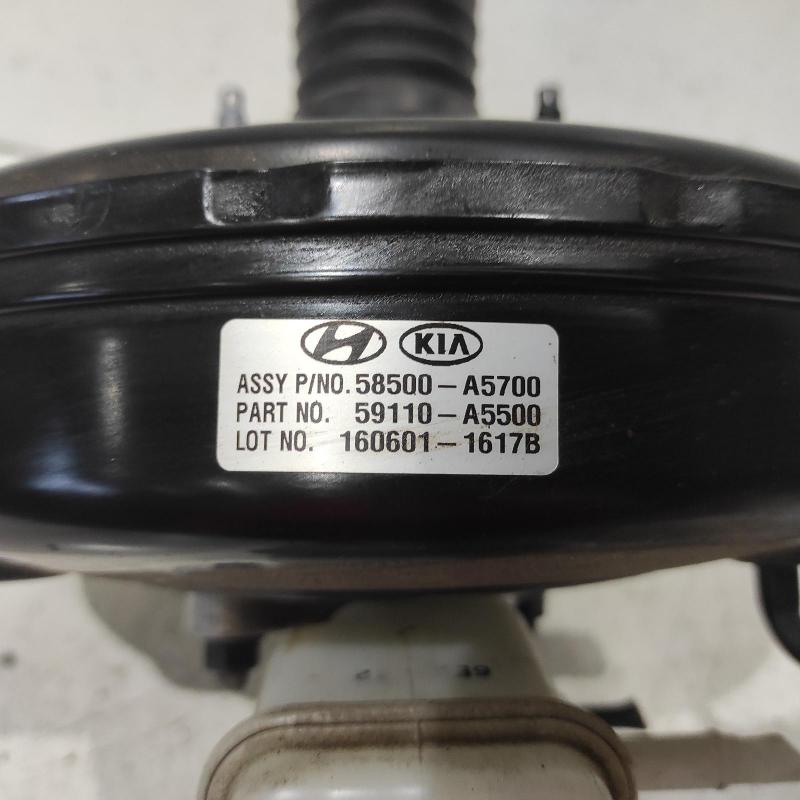 KIA
ASSY P/NO. 58500-A5700
PART NO. 59110-A5500
LOT NO. 160601-1617B